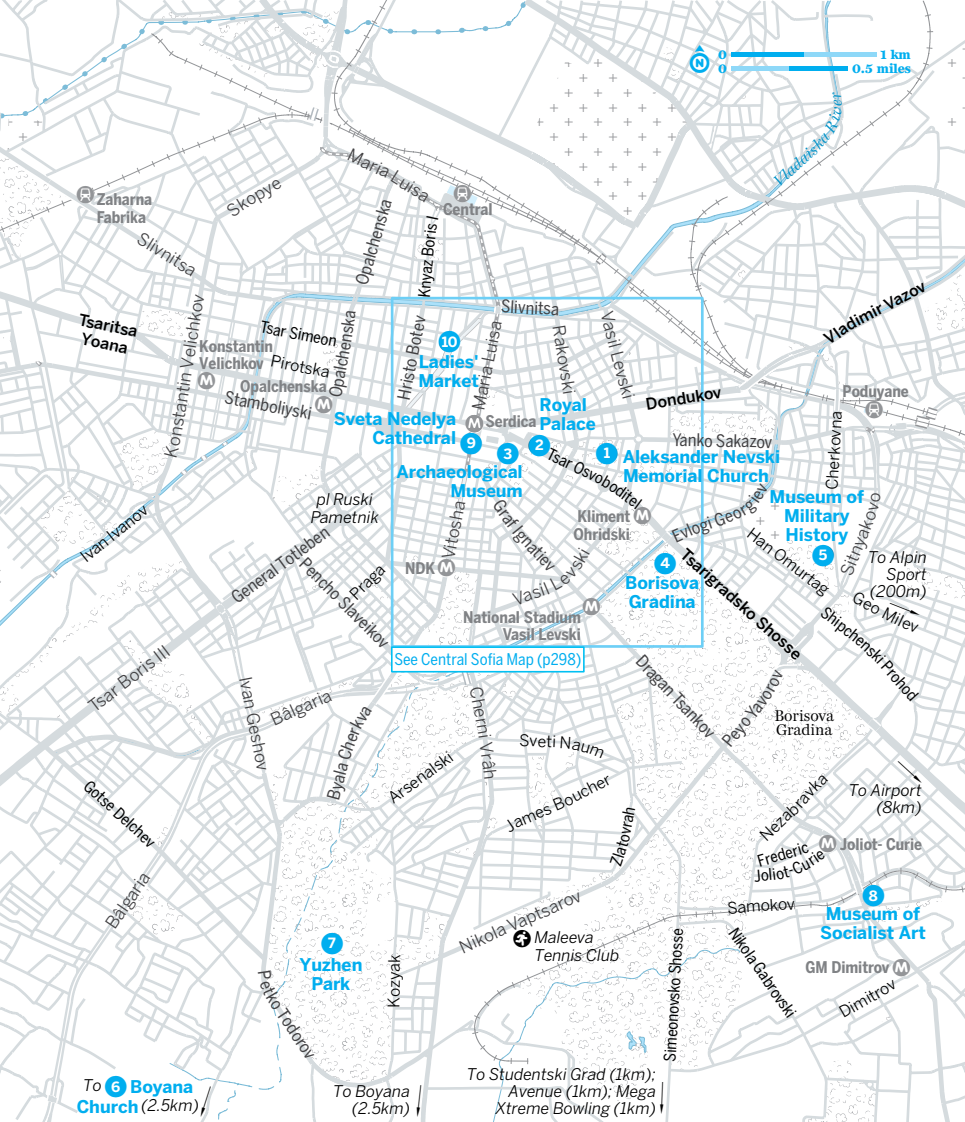 0 1 km
0 0.5 miles
N
Vladaiska River
Maria Luisa
Central
Zaharna
Fabrika
Skopye
Slivnitsa
Opalchenska
Knyaz Boris I
Slivnitsa
Vladimir Vazov
Tsaritsa
Yoana
Konstantin Velichkov
Konstantin
Velichkov
M
Tsar Simeon
Pirotska
Opalchenska
M
Stamboliyski
Opalchenska
Hristo Botev
10
Ladies'
Market
Maria Luisa
Rakovski
Vasil Levski
Dondukov
Poduyane
Sveta Nedelya
Cathedral
9
M Serdica
Royal
Palace
2
3
Archaeological
Museum
1
Aleksander Nevski
Memorial Church
Yanko Sakazov
Cherkovna
Tsar Osvoboditel
Kliment
Ohridski
M
Evlogi Georgiev
Museum of
Military
History
5
Sitnyakovo
Han Omurtag
To Alpin
Sport
(200m)
Geo Milev
Shipchenski Prohod
pl Ruski
Pametnik
Ivan Ivanov
General Totleben
Pencho Slaveikov
Praga
Vitosha
Graf Ignatiev
NDK M
Vasil Levski
4
Borisova
Gradina
Tsarigradsko Shosse
National Stadium
Vasil Levski
M
See Central Sofia Map (p298)
Tsar Boris III
Ivan Geshov
Bâlgaria
Byala Cherkva
Cherni Vrâh
Dragan Tsankov
Peyo Yavorov
Borisova
Gradina
Sveti Naum
Arsenalski
James Boucher
Zlatovrah
To Airport
(8km)
Nezabravka
Frederic
Joliot-Curie
M Joliot- Curie
Gotse Delchev
Bâlgaria
Samokov
8
Museum of
Socialist Art
7
Yuzhen
Park
Nikola Vaptsarov
Maleeva
Tennis Club
Kozyak
Petko Todorov
Simeonovsko Shosse
Nikola Gabrovski
GM Dimitrov M
Dimitrov
To 6 Boyana
Church (2.5km)
To Boyana
(2.5km)
To Studentski Grad (1km);
Avenue (1km); Mega
Xtreme Bowling (1km)